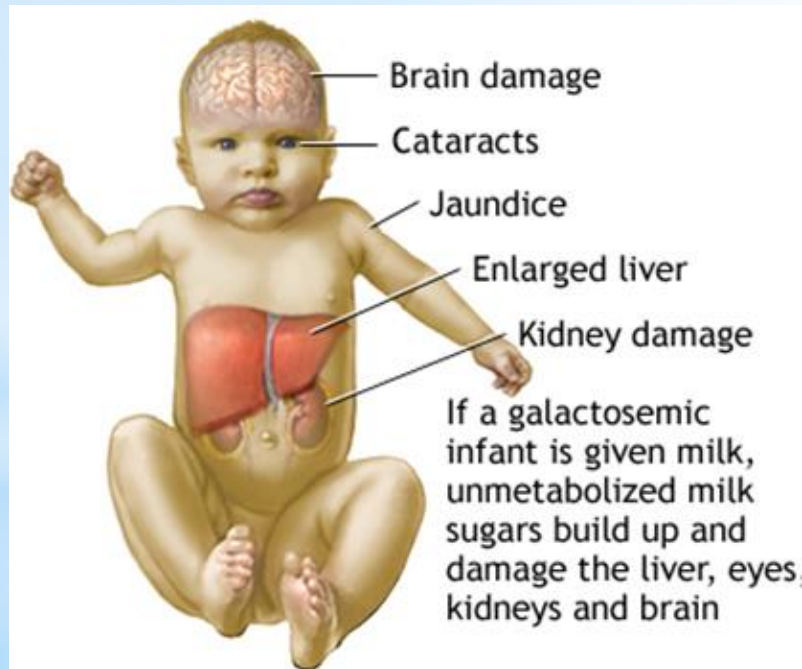 Brain damage
Cataracts
Jaundice
Enlarged liver
Kidney damage
If a galactosemic
infant is given milk,
unmetabolized milk
sugars build up and
damage the liver, eyes,
kidneys and brain